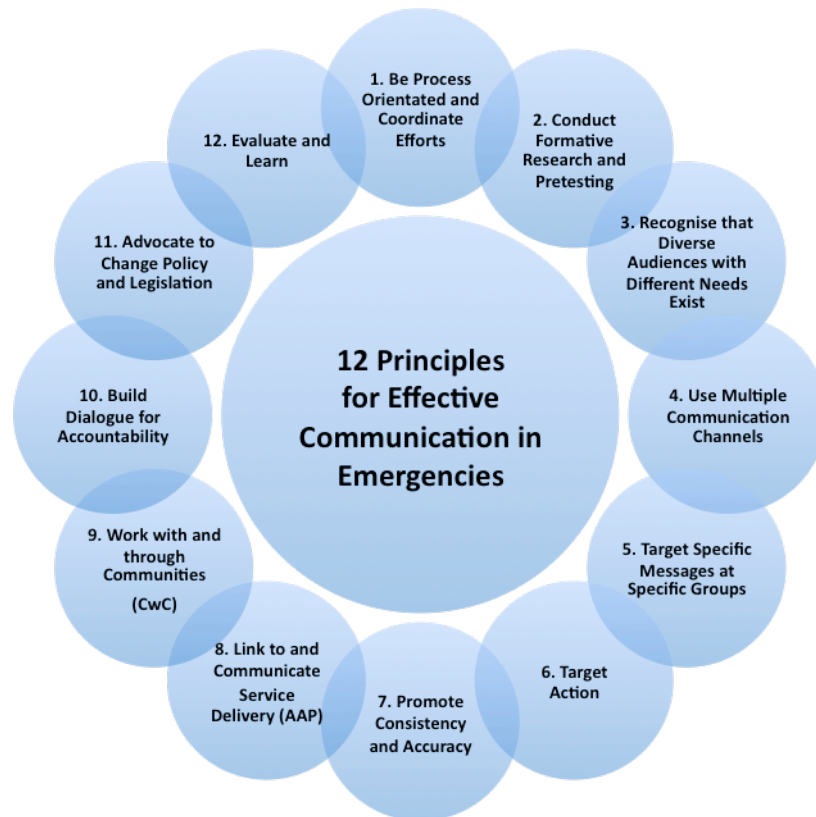 12 Principles
for Effective
Communication in
Emergencies
1. Be Process
Orientated and
Coordinate
Efforts
2. Conduct
Formative
Research and
Pretesting
3. Recognise that
Diverse
Audiences with
Different Needs
Exist
4. Use Multiple
Communication
Channels
5. Target Specific
Messages at
Specific Groups
6. Target
Action
7. Promote
Consistency
and Accuracy
8. Link to and
Communicate
Service
Delivery (AAP)
9. Work with and
through
Communities
(CwC)
10. Build
Dialogue for
Accountability
11. Advocate to
Change Policy
and Legislation
12. Evaluate and
Learn